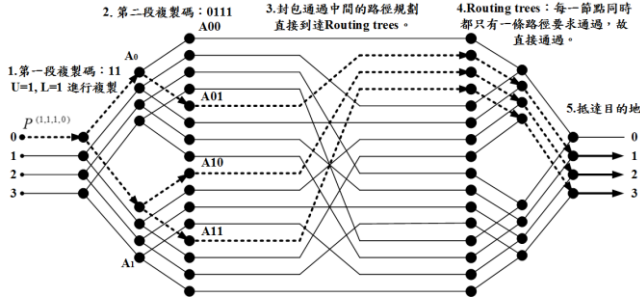 2. 第二段複製碼：0111
A00
3.封包通過中間的路徑規劃
直接到達Routing trees。
4.Routing trees：每一節點同時
都只有一條路徑要求通過，故
直接通過。
1.第一段複製碼：11
U=1, L=1 進行複製
A0
A01
5.抵達目的地
P(1,1,1,0)
0
1
2
3
A10
A11
A1
0
1
2
3